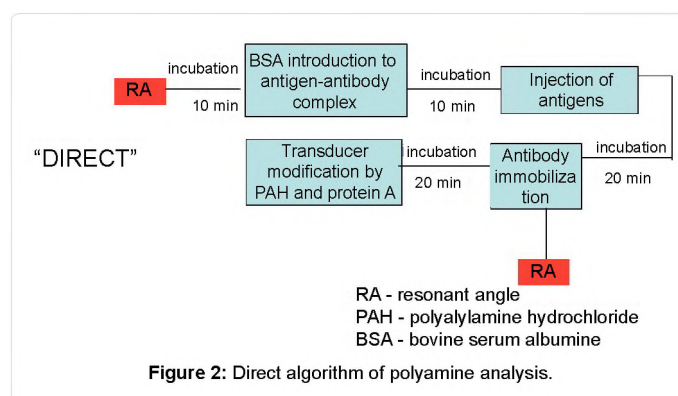 BSA introduction to
antigen-antibody
complex
incubation
10 min
RA
incubation
10 min
Injection of
antigens
"DIRECT"
Transducer
modification by
PAH and protein A
incubation
20 min
Antibody
immobiliza
tion
incubation
20 min
RA
RA - resonant angle
PAH - polyalylamine hydrochloride
BSA - bovine serum albumine
Figure 2: Direct algorithm of polyamine analysis.